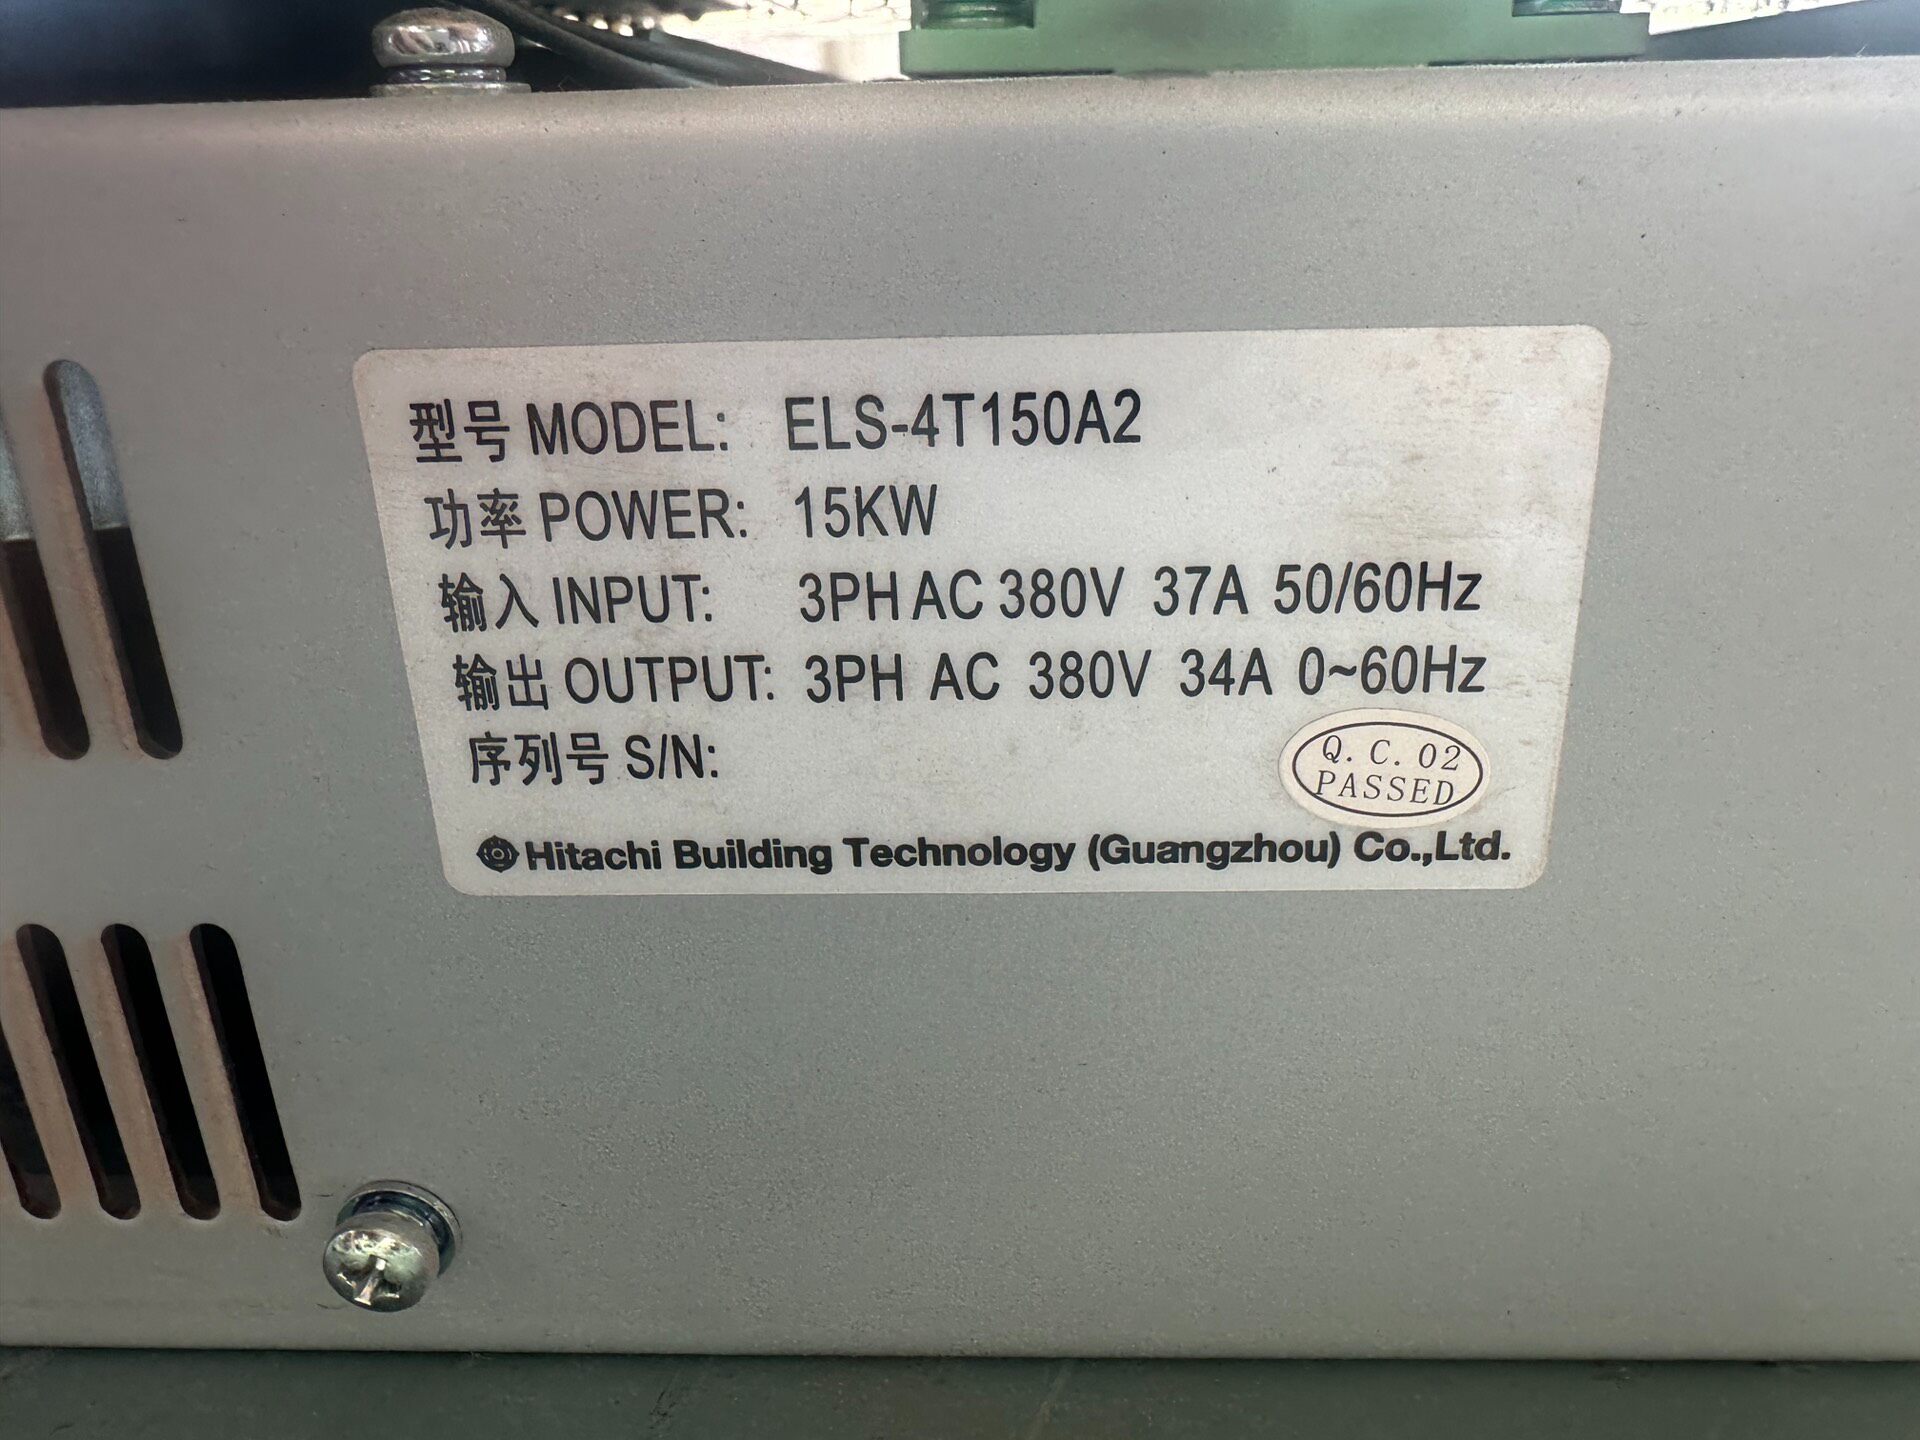 型号 MODEL: ELS-4T150A2
功率 POWER: 15KW
输入 INPUT: 3PH AC 380V 37A 50/60Hz
输出 OUTPUT: 3PH AC 380V 34A 0~60Hz
序列号 S/N:
Q. C. 02
PASSED
Hitachi Building Technology (Guangzhou) Co.,Ltd.